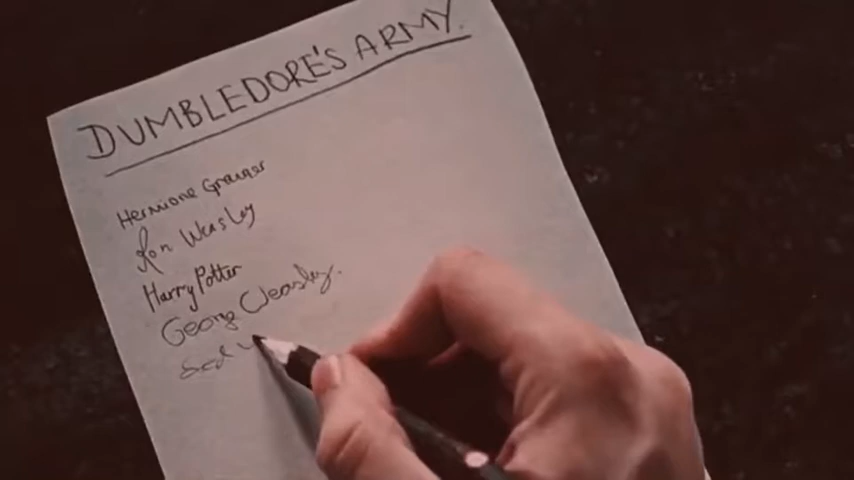 DUMBLEDORE'S ARMY.
Hermione Granger
Ron Weasley
Harry Potter
George Weasley.